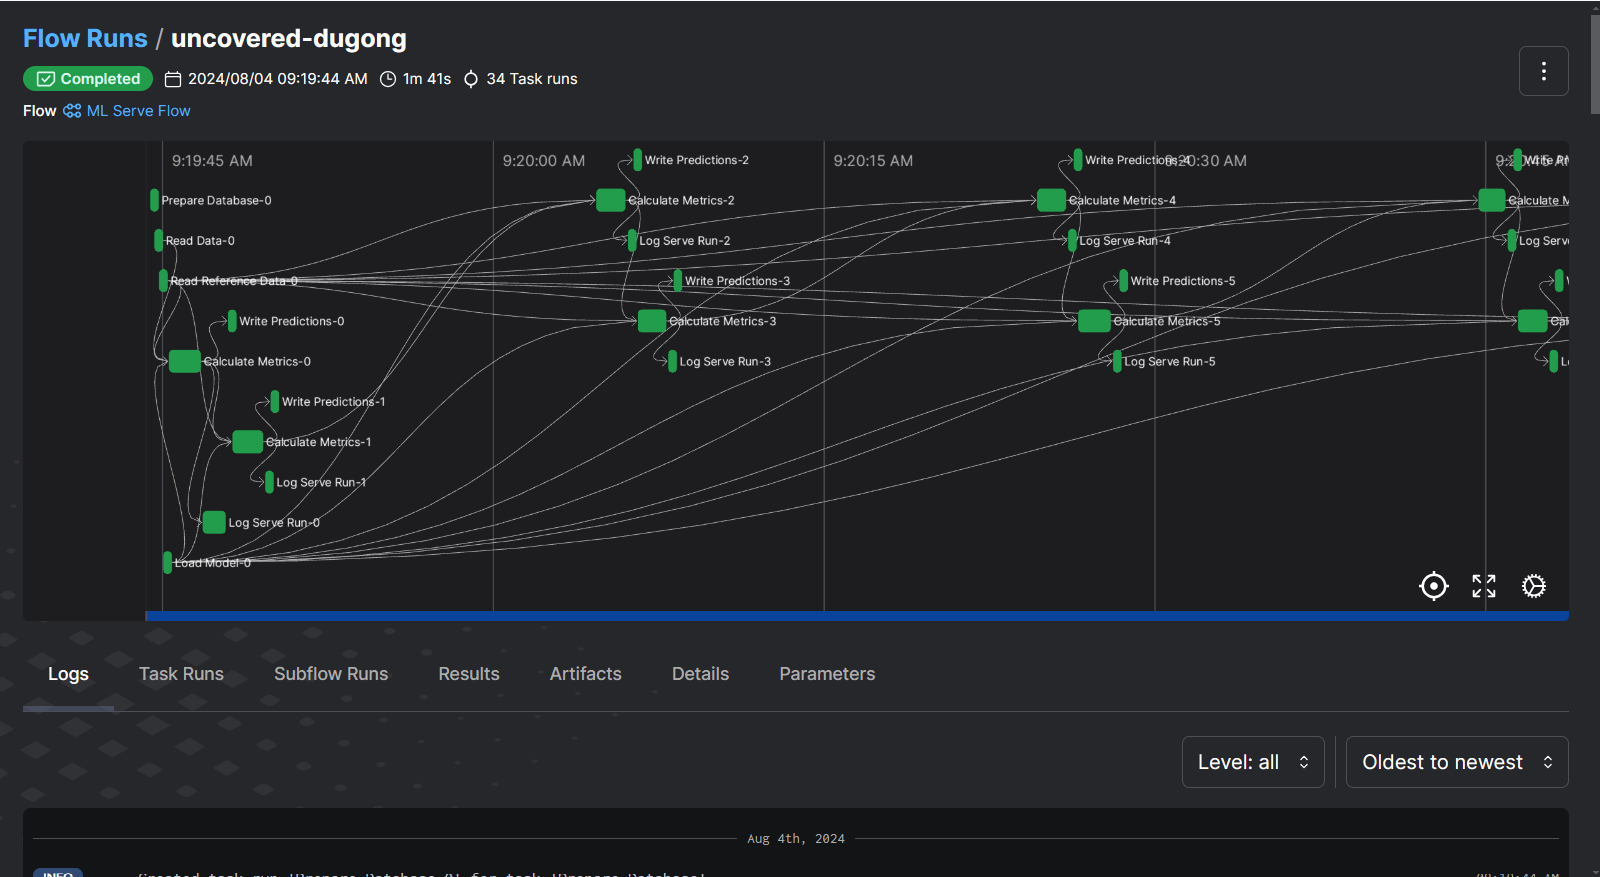 Flow Runs / uncovered-dugong
Completed 2024/08/04 09:19:44 AM 1m 41s 34 Task runs
Flow ML Serve Flow
9:19:45 AM 9:20:00 AM 9:20:15 AM 9:20:30 AM
Write Predictions-2 Write Predictions-4
Prepare Database-0 Calculate Metrics-2 Calculate Metrics-4 Calculate M
Read Data-0 Log Serve Run-2 Log Serve Run-4 Log Serv
Read Reference Data-0 Write Predictions-3 Write Predictions-5
Write Predictions-0 Calculate Metrics-3 Calculate Metrics-5 Cal
Calculate Metrics-0 Log Serve Run-3 Log Serve Run-5
Write Predictions-1
Calculate Metrics-1
Log Serve Run-1
Log Serve Run-0
Load Model-0
Logs Task Runs Subflow Runs Results Artifacts Details Parameters
Level: all Oldest to newest
Aug 4th, 2024